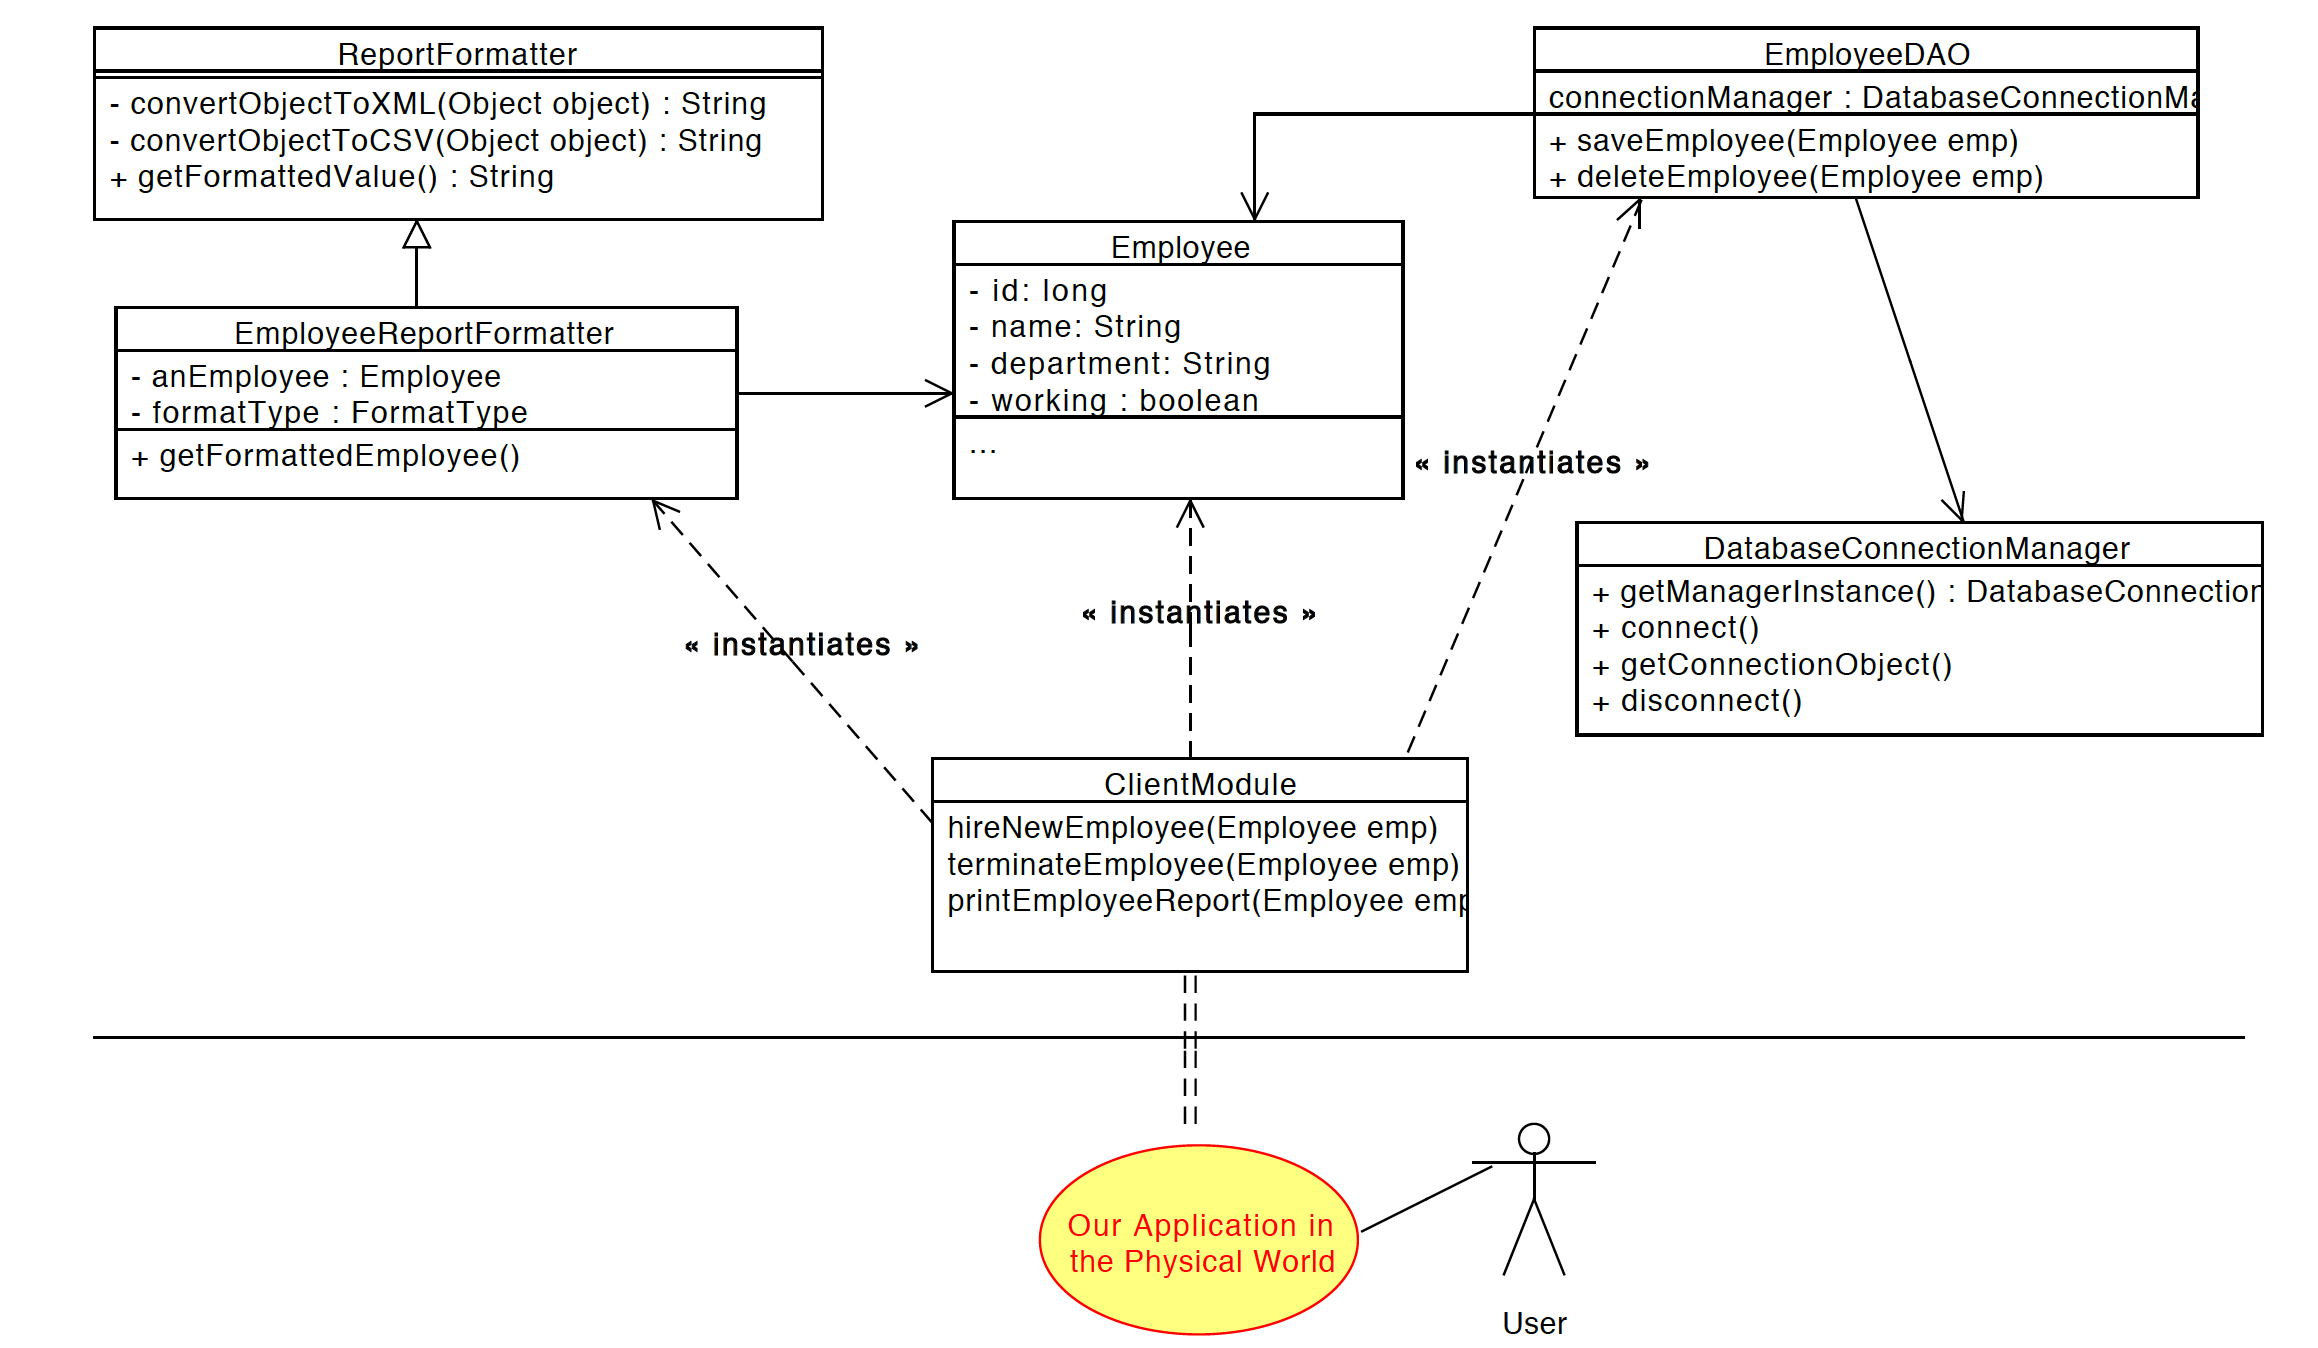 ReportFormatter
- convertObjectToXML(Object object) : String
- convertObjectToCSV(Object object) : String
+ getFormattedValue() : String
EmployeeDAO
connectionManager : DatabaseConnectionMa
+ saveEmployee(Employee emp)
+ deleteEmployee(Employee emp)
Employee
- id: long
- name: String
- department: String
- working : boolean
...
EmployeeReportFormatter
- anEmployee : Employee
- formatType : FormatType
+ getFormattedEmployee()
« instantiates »
« instantiates »
« instantiates »
DatabaseConnectionManager
+ getManagerInstance() : DatabaseConnection
+ connect()
+ getConnectionObject()
+ disconnect()
ClientModule
hireNewEmployee(Employee emp)
terminateEmployee(Employee emp)
printEmployeeReport(Employee emp
Our Application in
the Physical World
User